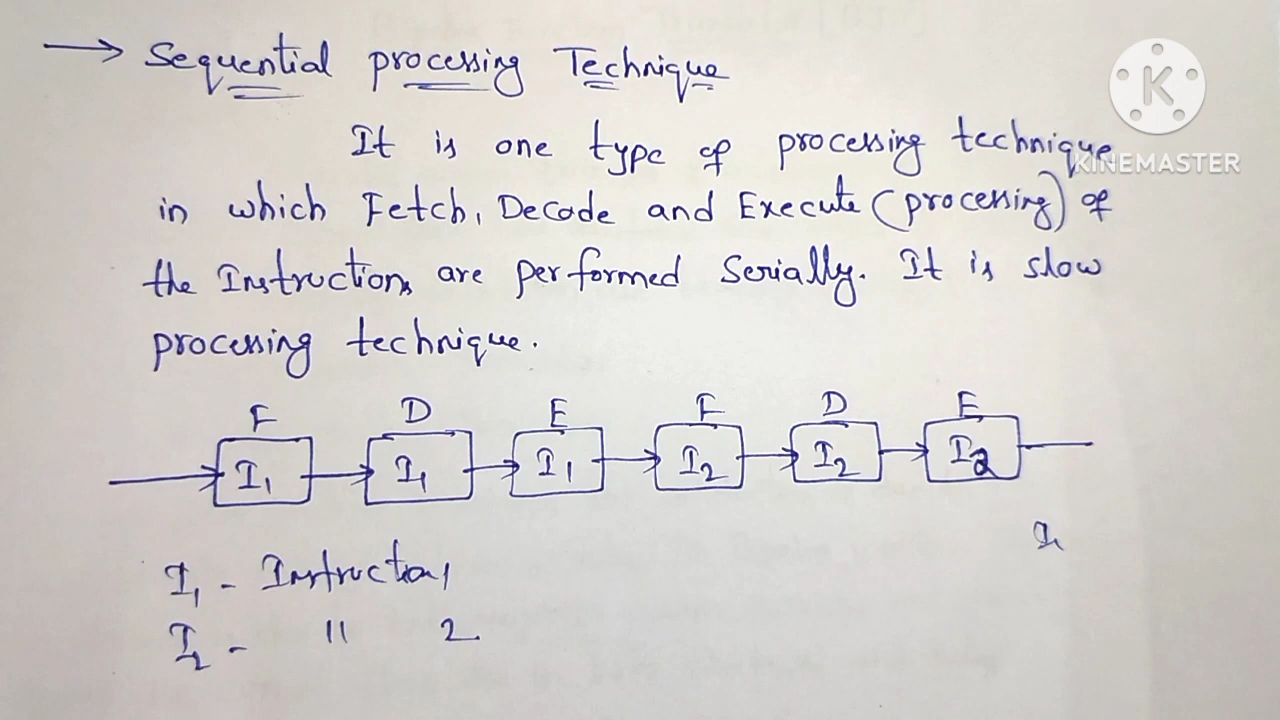 → Sequential processing Technique
K
KINEMASTER
It is one type of processing technique
in which Fetch, Decode and Execute (processing) of
the Instructions are performed Serially. It is slow
processing technique.
F D E F D E
I1 I1 I1 I2 I2 I2
I1 - Instruction 1
I2 - " 2